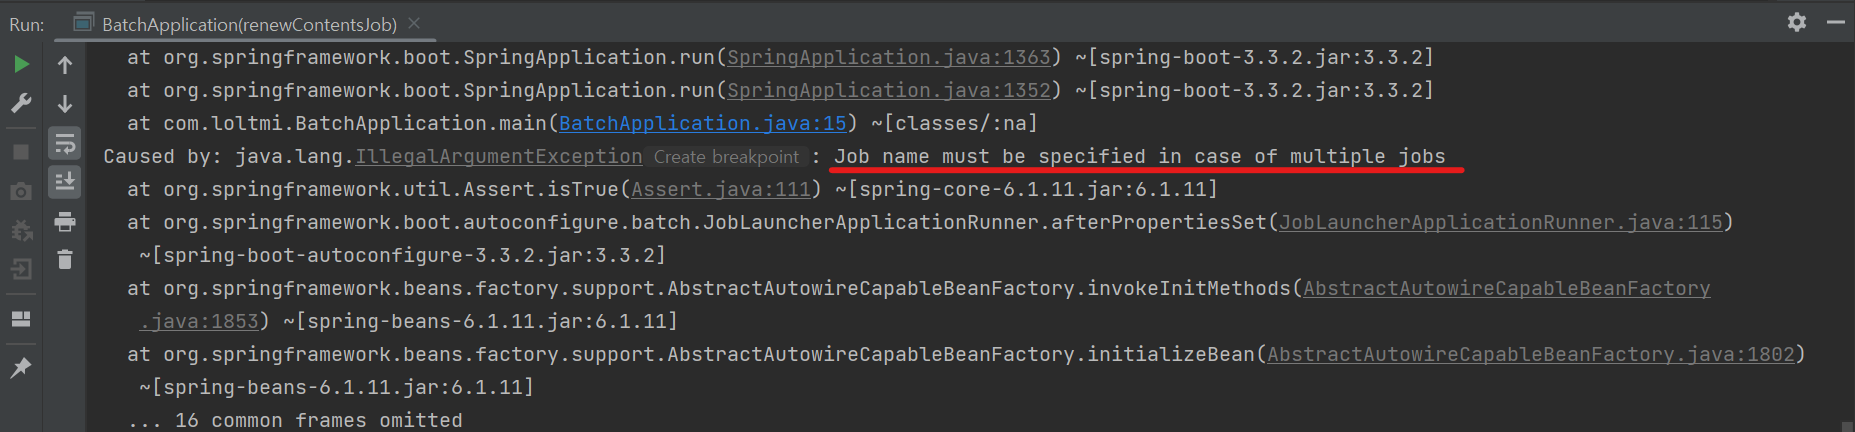 Run: BatchApplication(renewContentsJob)
at org.springframework.boot.SpringApplication.run(SpringApplication.java:1363) ~[spring-boot-3.3.2.jar:3.3.2]
at org.springframework.boot.SpringApplication.run(SpringApplication.java:1352) ~[spring-boot-3.3.2.jar:3.3.2]
at com.loltmi.BatchApplication.main(BatchApplication.java:15) ~[classes/:na]
Caused by: java.lang.IllegalArgumentException Create breakpoint : Job name must be specified in case of multiple jobs
at org.springframework.util.Assert.isTrue(Assert.java:111) ~[spring-core-6.1.11.jar:6.1.11]
at org.springframework.boot.autoconfigure.batch.JobLauncherApplicationRunner.afterPropertiesSet(JobLauncherApplicationRunner.java:115)
~[spring-boot-autoconfigure-3.3.2.jar:3.3.2]
at org.springframework.beans.factory.support.AbstractAutowireCapableBeanFactory.invokeInitMethods(AbstractAutowireCapableBeanFactory
.java:1853) ~[spring-beans-6.1.11.jar:6.1.11]
at org.springframework.beans.factory.support.AbstractAutowireCapableBeanFactory.initializeBean(AbstractAutowireCapableBeanFactory.java:1802)
~[spring-beans-6.1.11.jar:6.1.11]
... 16 common frames omitted